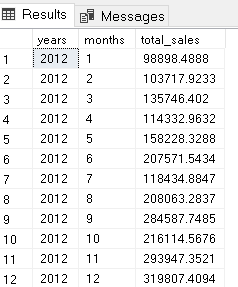 Results Messages
years months total_sales
1 2012 1 98898.4888
2 2012 2 103717.9233
3 2012 3 135746.402
4 2012 4 114332.9632
5 2012 5 158228.3288
6 2012 6 207571.5434
7 2012 7 118434.8847
8 2012 8 208063.2837
9 2012 9 284587.7485
10 2012 10 216114.5676
11 2012 11 293947.3521
12 2012 12 319807.4094